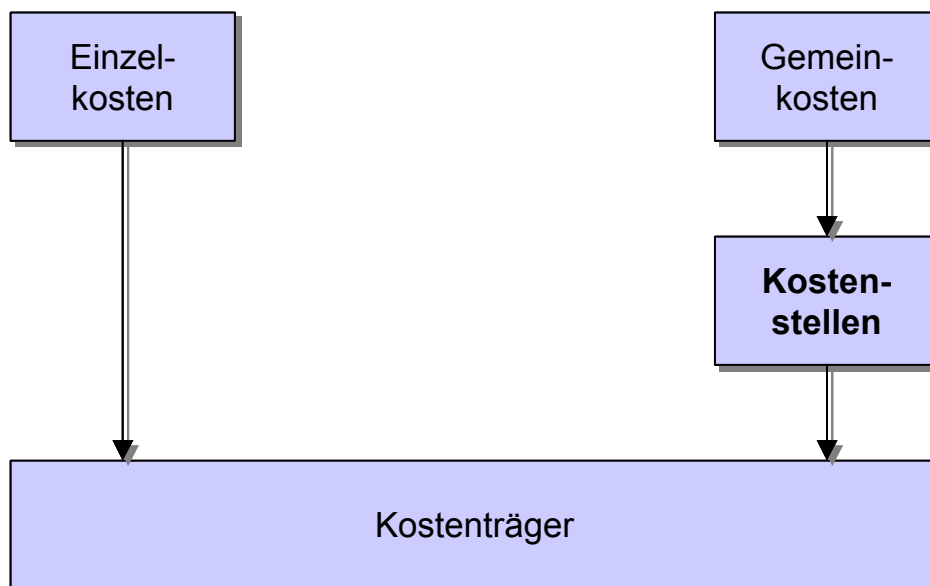 Einzel-
kosten
Gemein-
kosten
Kosten-
stellen
Kostenträger